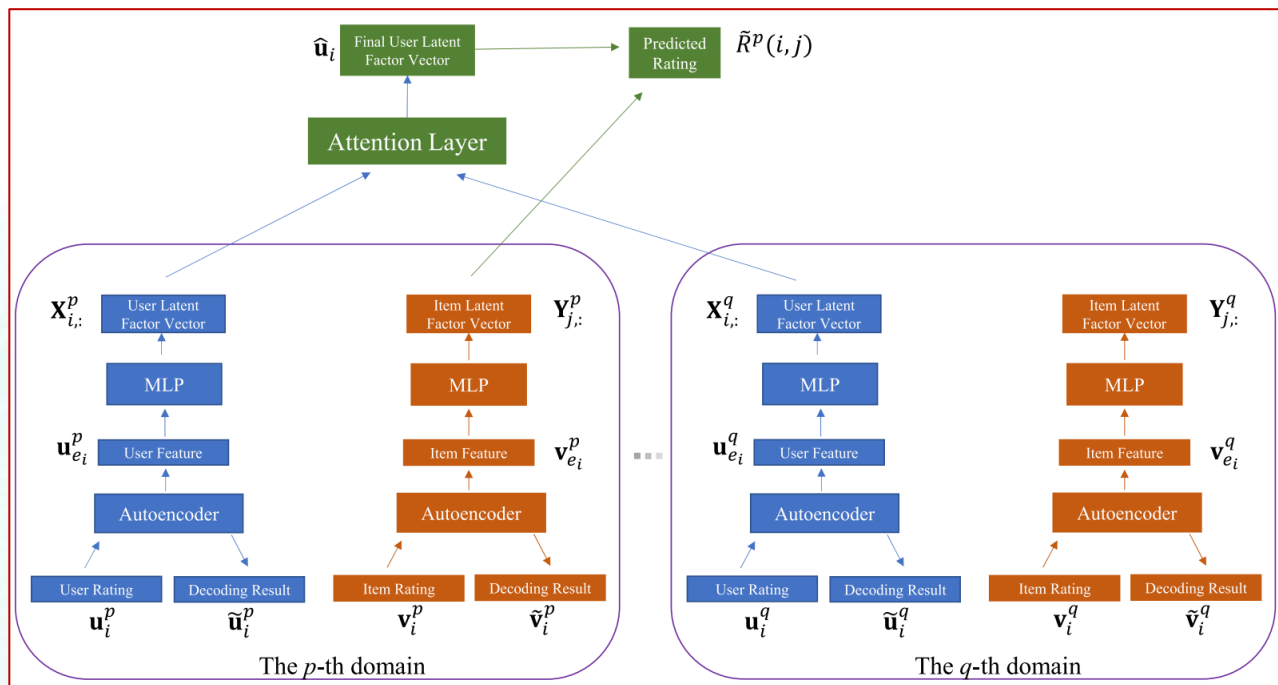 û_i
Final User Latent
Factor Vector
Predicted
Rating
R̃^p(i, j)
Attention Layer
X^p_{i,:}
User Latent
Factor Vector
Item Latent
Factor Vector
Y^p_{j,:}
MLP
MLP
u^p_{e_i}
User Feature
Item Feature
v^p_{e_i}
Autoencoder
Autoencoder
User Rating
Decoding Result
Item Rating
Decoding Result
u^p_i
ũ^p_i
v^p_i
ṽ^p_i
The p-th domain
X^q_{i,:}
User Latent
Factor Vector
Item Latent
Factor Vector
Y^q_{j,:}
MLP
MLP
u^q_{e_i}
User Feature
Item Feature
v^q_{e_i}
Autoencoder
Autoencoder
User Rating
Decoding Result
Item Rating
Decoding Result
u^q_i
ũ^q_i
v^q_i
ṽ^q_i
The q-th domain